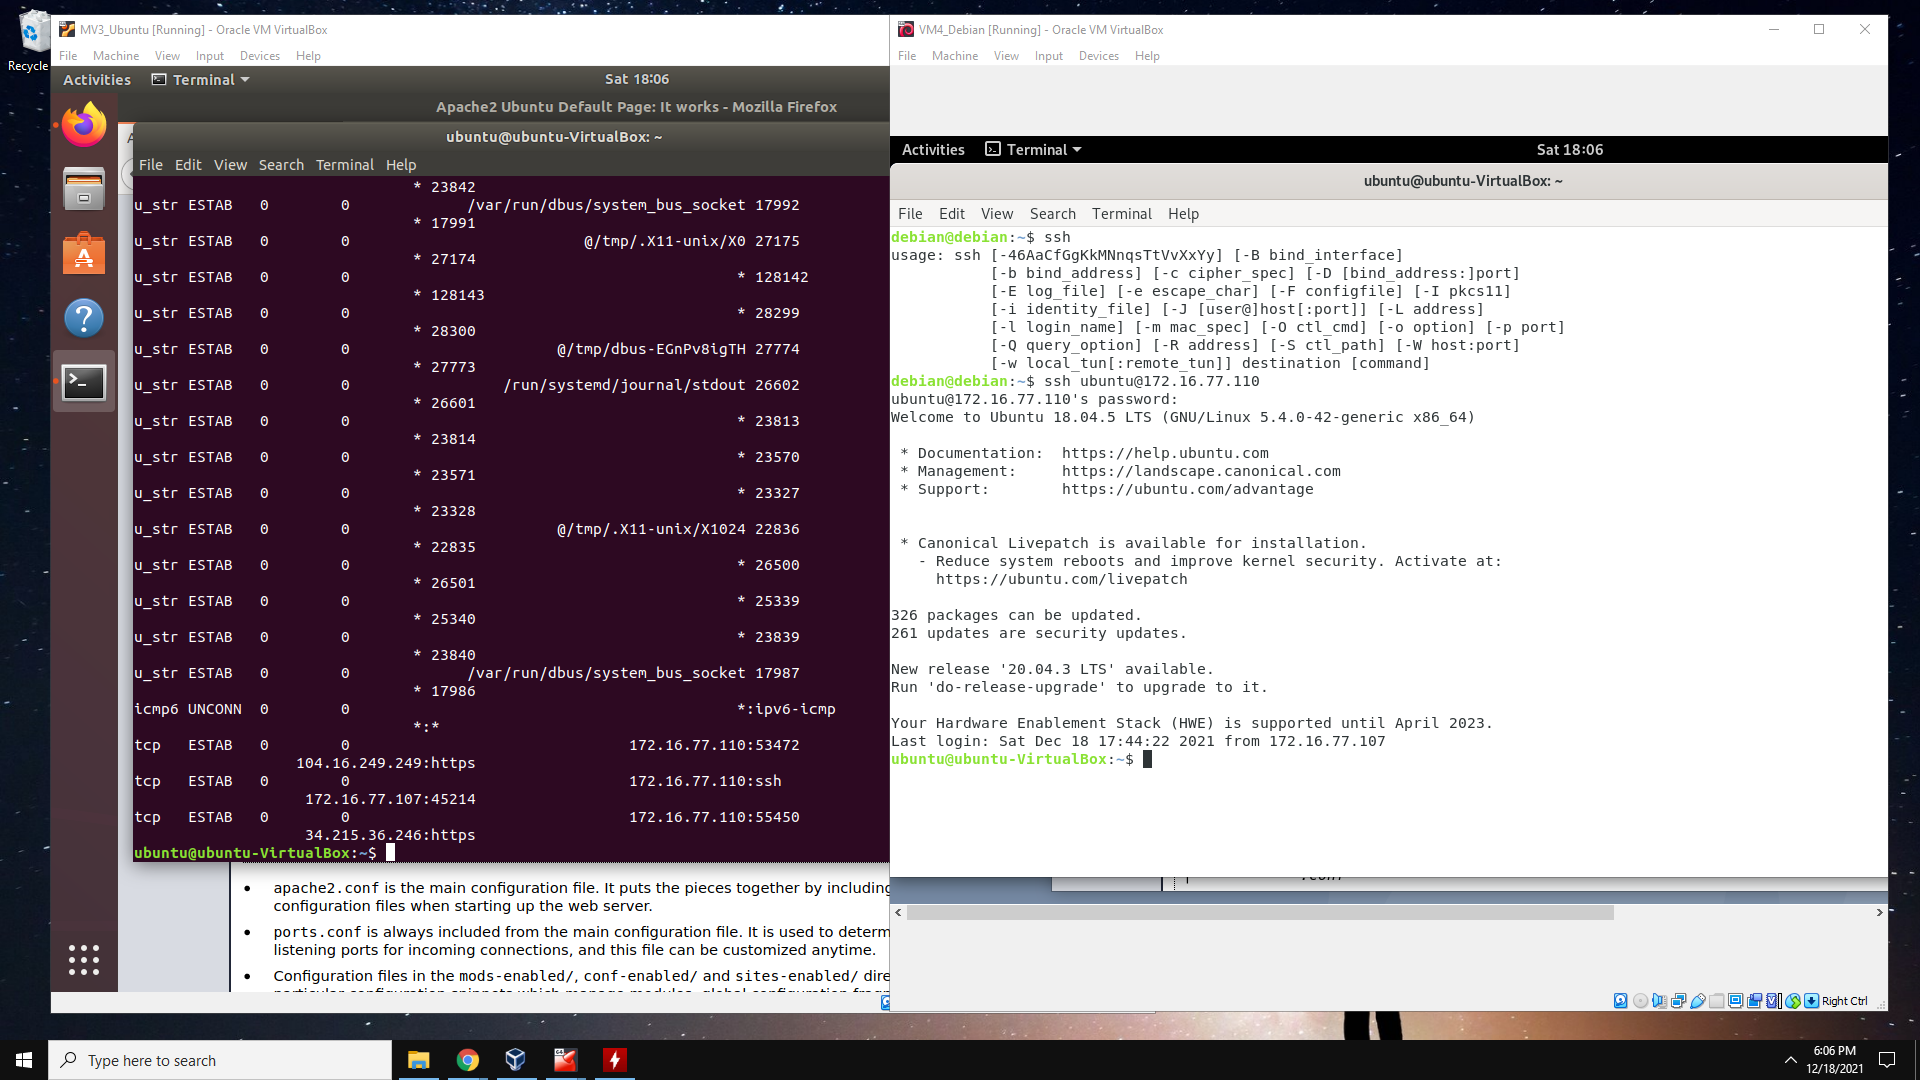 Recycle
MV3_Ubuntu [Running] - Oracle VM VirtualBox
File Machine View Input Devices Help
Activities Terminal Sat 18:06
Apache2 Ubuntu Default Page: It works - Mozilla Firefox
ubuntu@ubuntu-VirtualBox: ~
File Edit View Search Terminal Help
* 23842
u_str ESTAB 0 0 /var/run/dbus/system_bus_socket 17992
* 17991
u_str ESTAB 0 0 @/tmp/.X11-unix/X0 27175
* 27174
u_str ESTAB 0 0 * 128142
* 128143
u_str ESTAB 0 0 * 28299
* 28300
u_str ESTAB 0 0 @/tmp/dbus-EGnPv8igTH 27774
* 27773
u_str ESTAB 0 0 /run/systemd/journal/stdout 26602
* 26601
u_str ESTAB 0 0 * 23813
* 23814
u_str ESTAB 0 0 * 23570
* 23571
u_str ESTAB 0 0 * 23327
* 23328
u_str ESTAB 0 0 @/tmp/.X11-unix/X1024 22836
* 22835
u_str ESTAB 0 0 * 26500
* 26501
u_str ESTAB 0 0 * 25339
* 25340
u_str ESTAB 0 0 * 23839
* 23840
u_str ESTAB 0 0 /var/run/dbus/system_bus_socket 17987
* 17986
icmp6 UNCONN 0 0 *:ipv6-icmp
*:*
tcp ESTAB 0 0 172.16.77.110:53472
104.16.249.249:https
tcp ESTAB 0 0 172.16.77.110:ssh
172.16.77.107:45214
tcp ESTAB 0 0 172.16.77.110:55450
34.215.36.246:https
ubuntu@ubuntu-VirtualBox:~$
• apache2.conf is the main configuration file. It puts the pieces together by including
configuration files when starting up the web server.
• ports.conf is always included from the main configuration file. It is used to determ
listening ports for incoming connections, and this file can be customized anytime.
• Configuration files in the mods-enabled/, conf-enabled/ and sites-enabled/ dire
VM4_Debian [Running] - Oracle VM VirtualBox
File Machine View Input Devices Help
Activities Terminal Sat 18:06
ubuntu@ubuntu-VirtualBox: ~
File Edit View Search Terminal Help
debian@debian:~$ ssh
usage: ssh [-46AaCfGgKkMNnqsTtVvXxYy] [-B bind_interface]
[-b bind_address] [-c cipher_spec] [-D [bind_address:]port]
[-E log_file] [-e escape_char] [-F configfile] [-I pkcs11]
[-i identity_file] [-J [user@]host[:port]] [-L address]
[-l login_name] [-m mac_spec] [-O ctl_cmd] [-o option] [-p port]
[-Q query_option] [-R address] [-S ctl_path] [-W host:port]
[-w local_tun[:remote_tun]] destination [command]
debian@debian:~$ ssh ubuntu@172.16.77.110
ubuntu@172.16.77.110's password:
Welcome to Ubuntu 18.04.5 LTS (GNU/Linux 5.4.0-42-generic x86_64)
* Documentation: https://help.ubuntu.com
* Management: https://landscape.canonical.com
* Support: https://ubuntu.com/advantage
* Canonical Livepatch is available for installation.
- Reduce system reboots and improve kernel security. Activate at:
https://ubuntu.com/livepatch
326 packages can be updated.
261 updates are security updates.
New release '20.04.3 LTS' available.
Run 'do-release-upgrade' to upgrade to it.
Your Hardware Enablement Stack (HWE) is supported until April 2023.
Last login: Sat Dec 18 17:44:22 2021 from 172.16.77.107
ubuntu@ubuntu-VirtualBox:~$
Right Ctrl
Type here to search
6:06 PM
12/18/2021